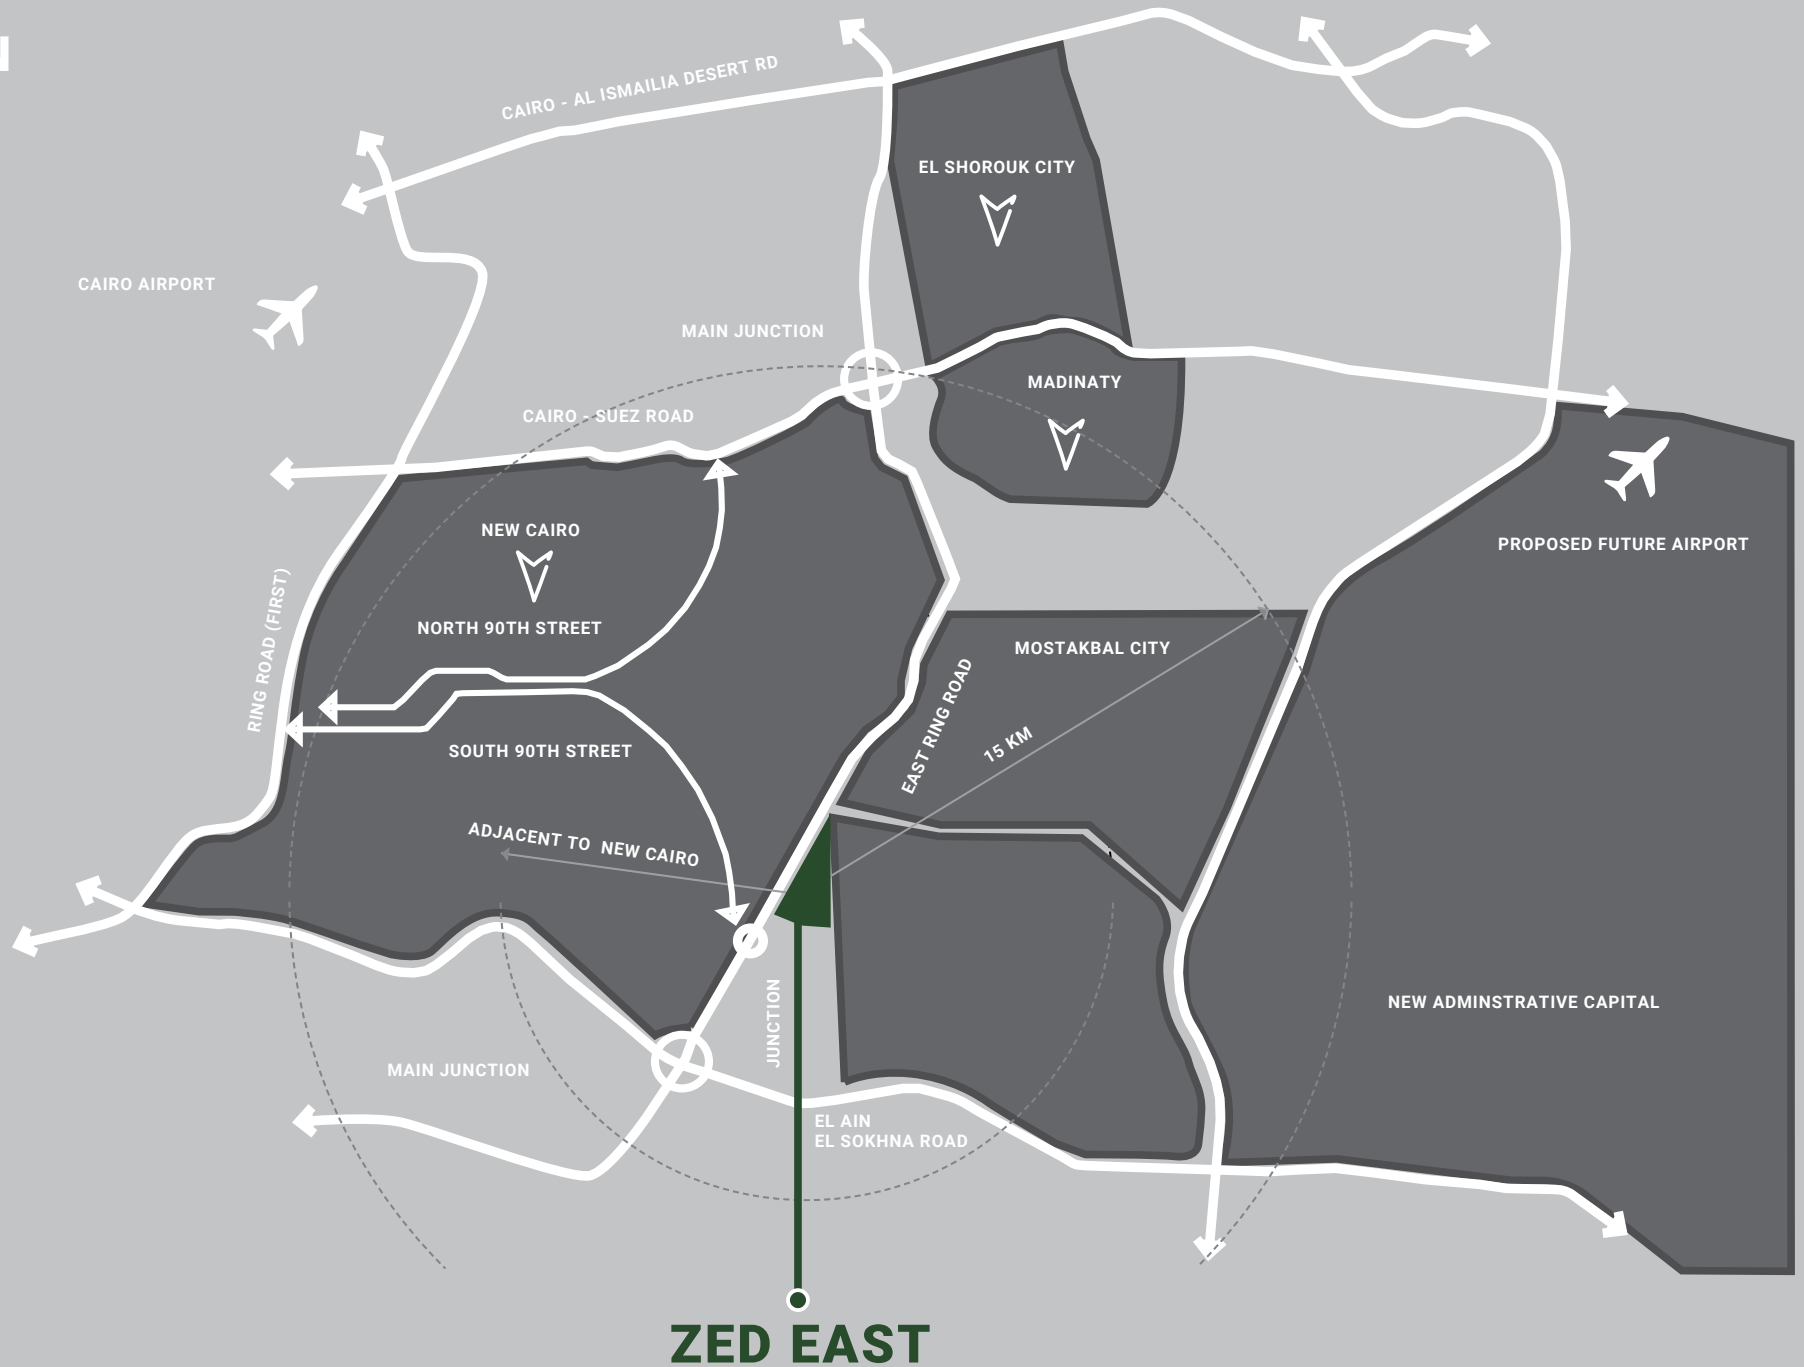 CAIRO - AL ISMAILIA DESERT RD
EL SHOROUK CITY
CAIRO AIRPORT
MAIN JUNCTION
MADINATY
CAIRO - SUEZ ROAD
NEW CAIRO
PROPOSED FUTURE AIRPORT
NORTH 90TH STREET
RING ROAD (FIRST)
MOSTAKBAL CITY
EAST RING ROAD
15 KM
SOUTH 90TH STREET
ADJACENT TO NEW CAIRO
NEW ADMINSTRATIVE CAPITAL
JUNCTION
MAIN JUNCTION
EL AIN
EL SOKHNA ROAD
ZED EAST